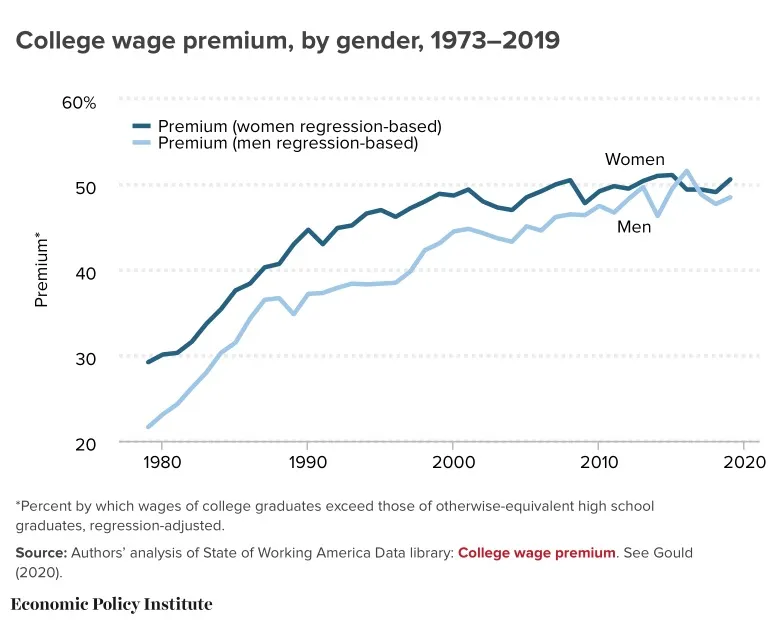 College wage premium, by gender, 1973–2019
60%
Premium (women regression-based)
Premium (men regression-based)
Women
50
Men
Premium*
40
30
20
1980
1990
2000
2010
2020
*Percent by which wages of college graduates exceed those of otherwise-equivalent high school
graduates, regression-adjusted.
Source: Authors’ analysis of State of Working America Data library: College wage premium. See Gould
(2020).
Economic Policy Institute